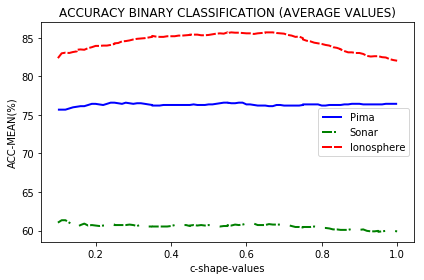 ACCURACY BINARY CLASSIFICATION (AVERAGE VALUES)
ACC-MEAN(%)
85
80
75
70
65
60
Pima
Sonar
Ionosphere
0.2 0.4 0.6 0.8 1.0
c-shape-values